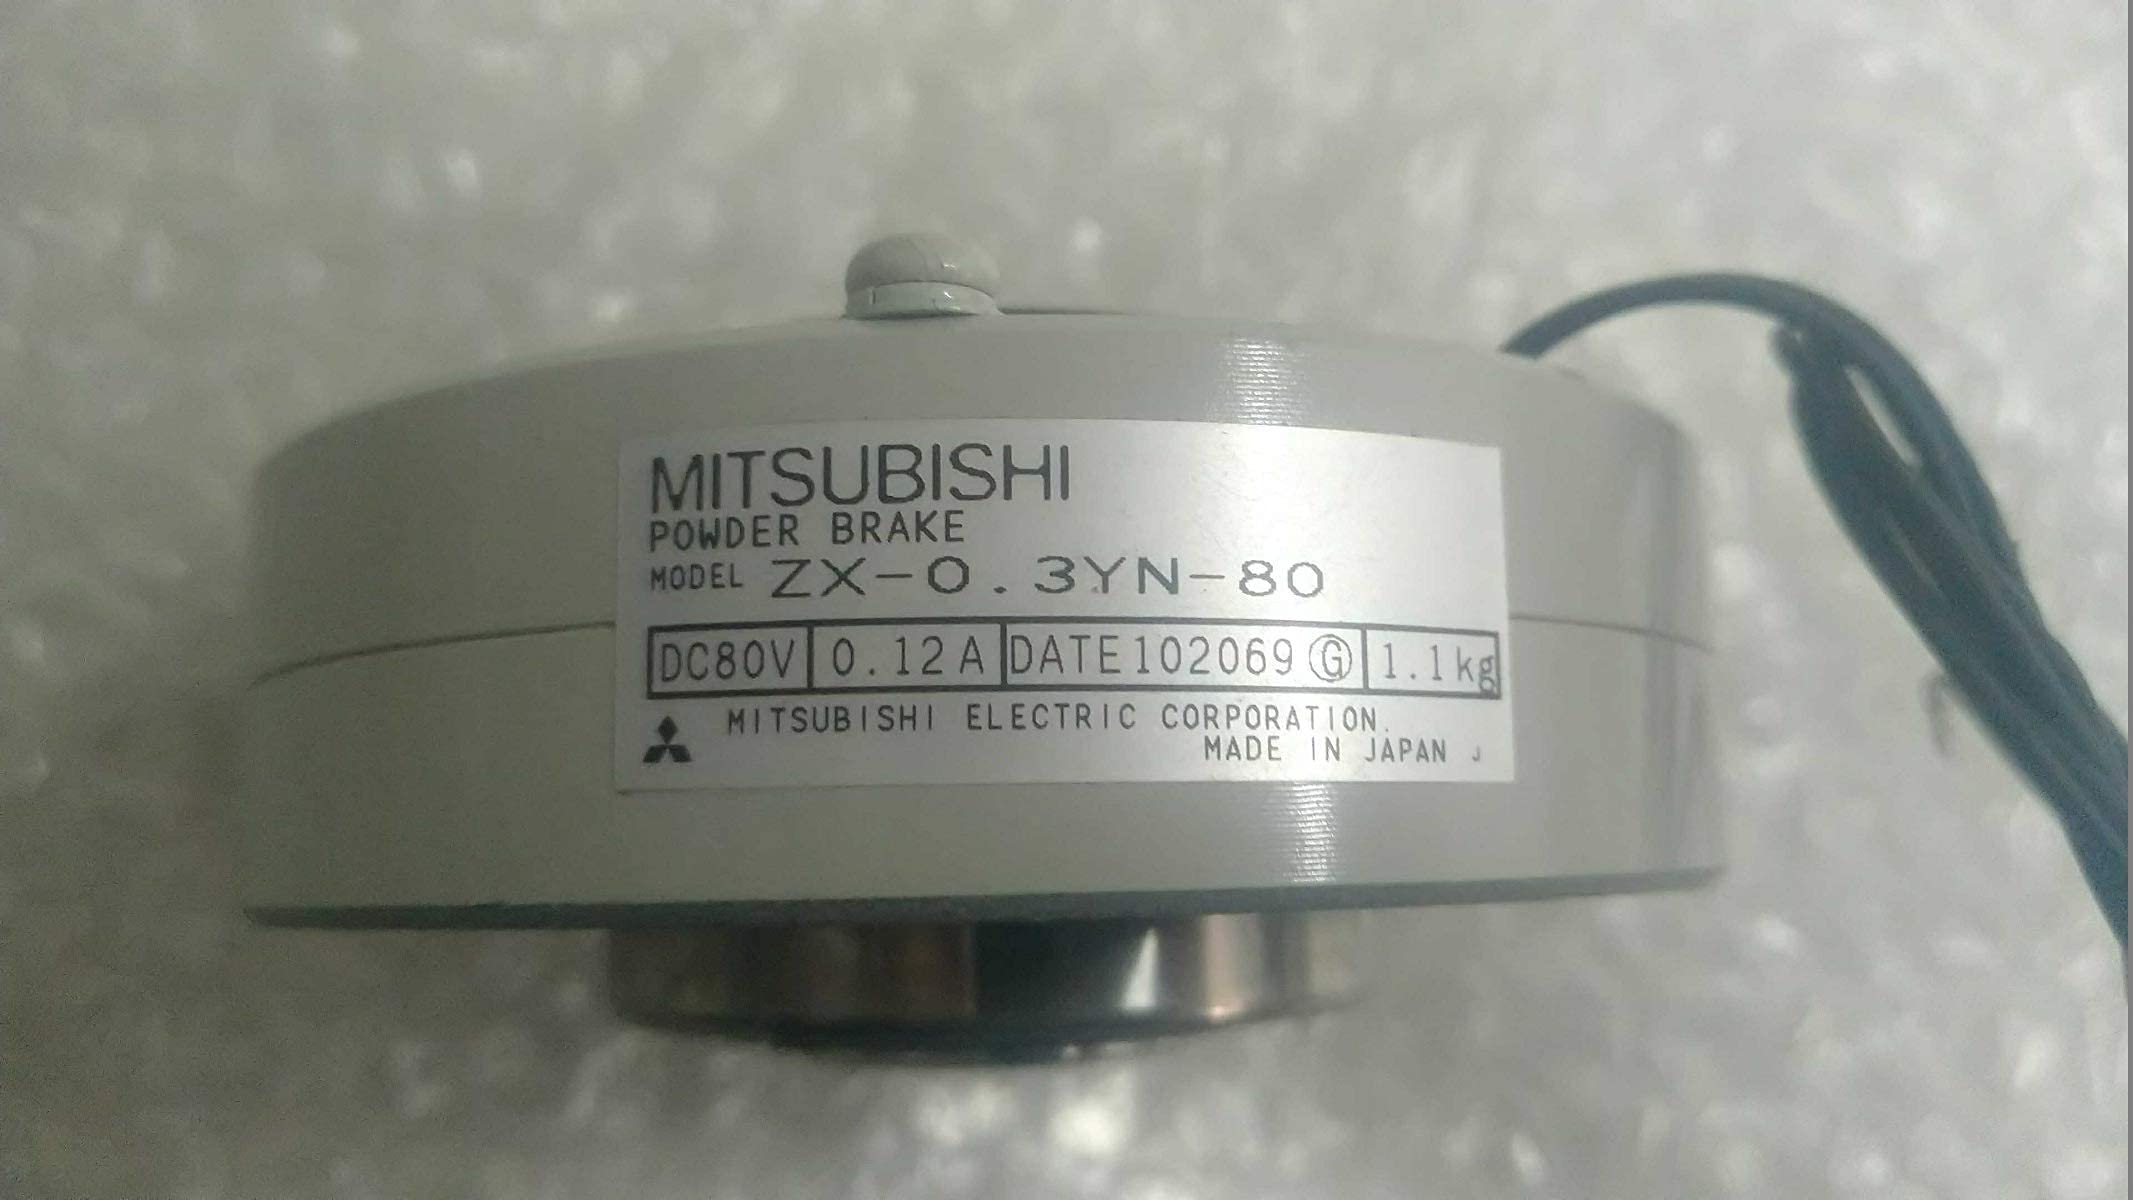 MITSUBISHI
POWDER BRAKE
MODEL ZX-0.3YN-80
DC80V 0.12A DATE102069 Ⓖ 1.1kg
MITSUBISHI ELECTRIC CORPORATION.
MADE IN JAPAN J